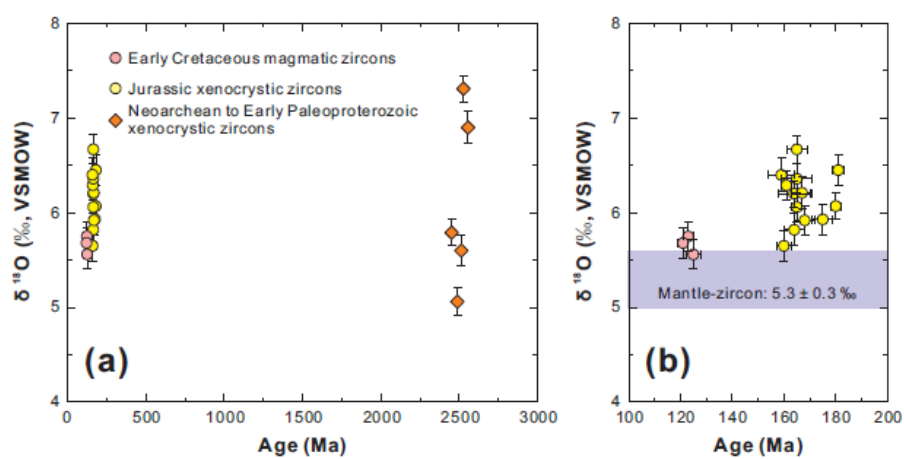 8
7
6
5
4
δ ¹⁸O (‰, VSMOW)
Early Cretaceous magmatic zircons
Jurassic xenocrystic zircons
Neoarchean to Early Paleoproterozoic
xenocrystic zircons
(a)
0 500 1000 1500 2000 2500 3000
Age (Ma)
8
7
6
5
4
δ ¹⁸O (‰, VSMOW)
Mantle-zircon: 5.3 ± 0.3 ‰
(b)
100 120 140 160 180 200
Age (Ma)